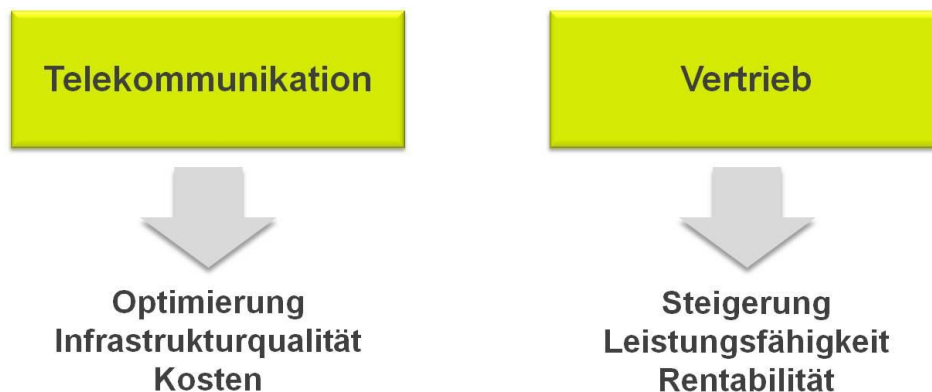 Telekommunikation
Vertrieb
Optimierung
Infrastrukturqualität
Kosten
Steigerung
Leistungsfähigkeit
Rentabilität